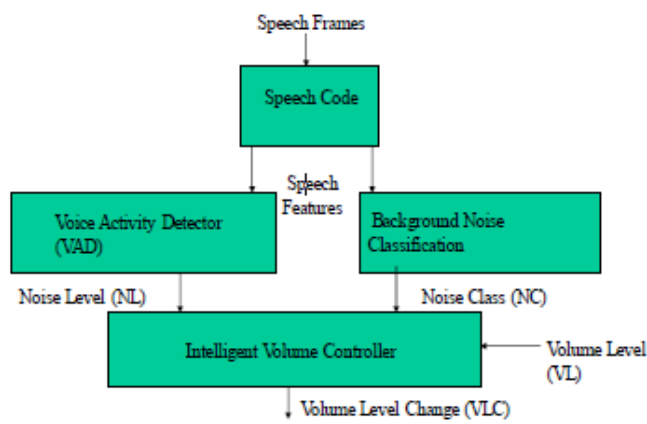 Speech Frames
Speech Code
Speech
Features
Voice Activity Detector
(VAD)
Background Noise
Classification
Noise Level (NL)
Noise Class (NC)
Intelligent Volume Controller
Volume Level
(VL)
Volume Level Change (VLC)